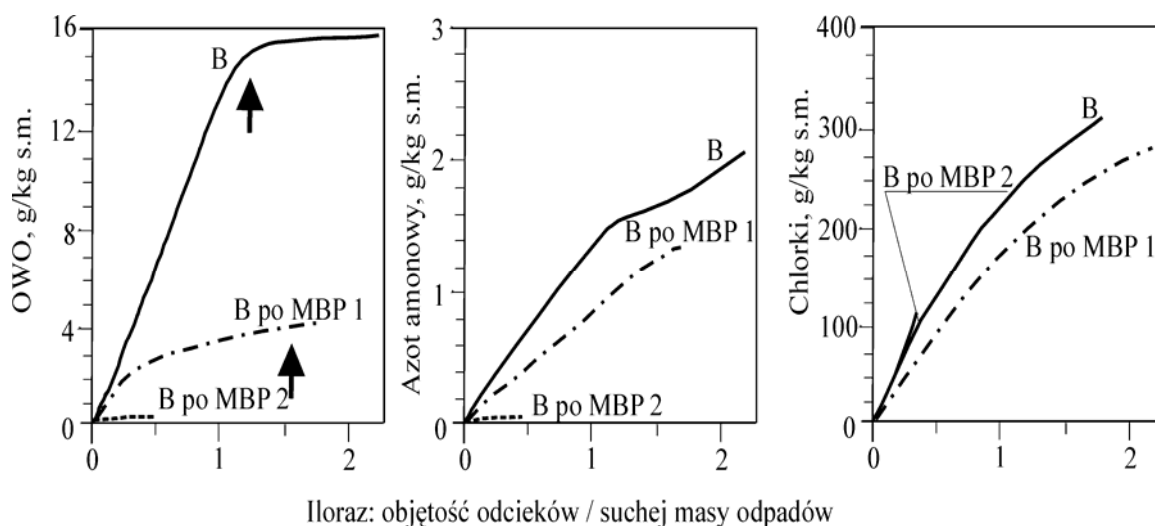 OWO, g/kg s.m.
16
12
8
4
0
B
B po MBP 1
B po MBP 2
0
1
2
Azot amonowy, g/kg s.m.
3
2
1
0
B
B po MBP 1
B po MBP 2
0
1
2
Chlorki, g/kg s.m.
400
300
200
100
0
B
B po MBP 2
B po MBP 1
0
1
2
Iloraz: objętość odcieków / suchej masy odpadów